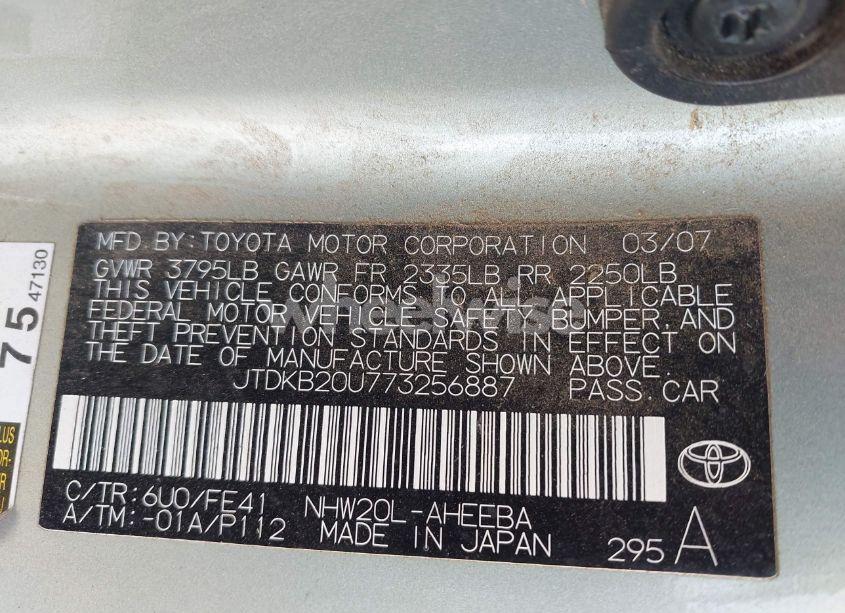 MFD BY: TOYOTA MOTOR CORPORATION 03/07
GVWR 3795LB GAWR FR 2335LB RR 2250LB
THIS VEHICLE CONFORMS TO ALL APPLICABLE
FEDERAL MOTOR VEHICLE SAFETY, BUMPER, AND
THEFT PREVENTION STANDARDS IN EFFECT ON
THE DATE OF MANUFACTURE SHOWN ABOVE.
JTDKB20U773256887 PASS.CAR
C/TR: 6U0/FE41 NHW20L-AHEEBA
A/TM: -01A/P112 MADE IN JAPAN 295 A
75 47130
wheelwise